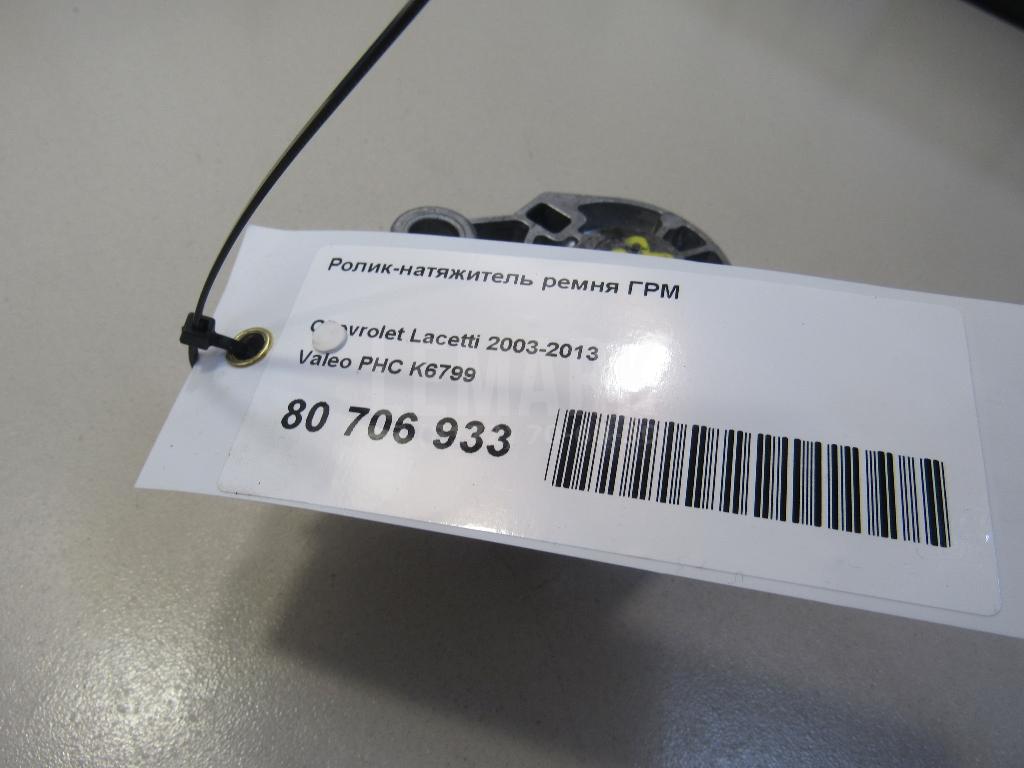 Ролик-натяжитель ремня ГРМ
Chevrolet Lacetti 2003-2013
Valeo PHC K6799
80 706 933